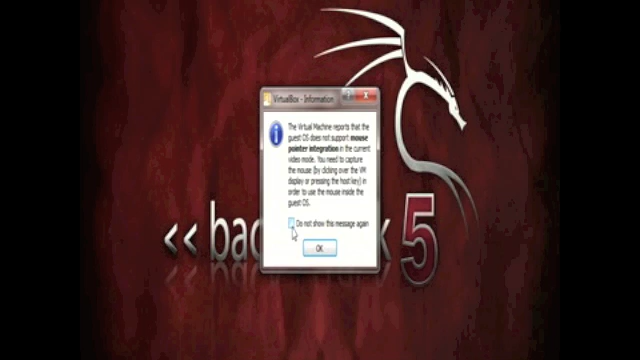 VirtualBox - Information
The Virtual Machine reports that the
guest OS does not support mouse
pointer integration in the current
video mode. You need to capture
the mouse (by clicking over the VM
display or pressing the host key) in
order to use the mouse inside the
guest OS.
Do not show this message again
OK
<< bac k 5